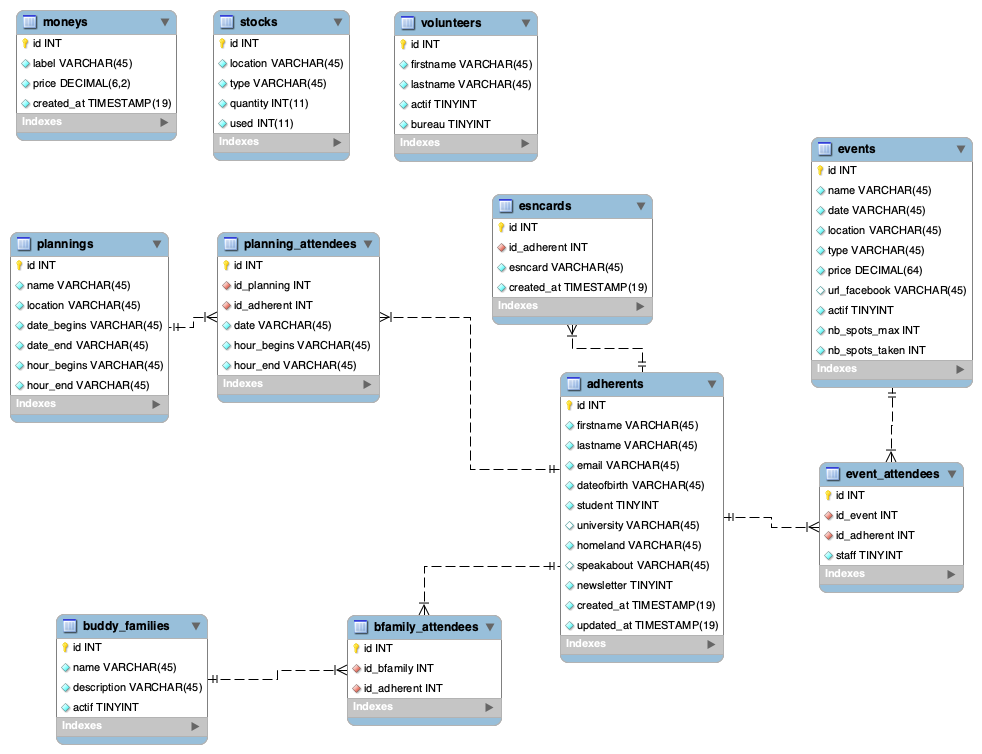 moneys
id INT
label VARCHAR(45)
price DECIMAL(6,2)
created_at TIMESTAMP(19)
Indexes
stocks
id INT
location VARCHAR(45)
type VARCHAR(45)
quantity INT(11)
used INT(11)
Indexes
volunteers
id INT
firstname VARCHAR(45)
lastname VARCHAR(45)
actif TINYINT
bureau TINYINT
Indexes
events
id INT
name VARCHAR(45)
date VARCHAR(45)
location VARCHAR(45)
type VARCHAR(45)
price DECIMAL(64)
url_facebook VARCHAR(45)
actif TINYINT
nb_spots_max INT
nb_spots_taken INT
Indexes
esncards
id INT
id_adherent INT
esncard VARCHAR(45)
created_at TIMESTAMP(19)
Indexes
plannings
id INT
name VARCHAR(45)
location VARCHAR(45)
date_begins VARCHAR(45)
date_end VARCHAR(45)
hour_begins VARCHAR(45)
hour_end VARCHAR(45)
Indexes
planning_attendees
id INT
id_planning INT
id_adherent INT
date VARCHAR(45)
hour_begins VARCHAR(45)
hour_end VARCHAR(45)
Indexes
adherents
id INT
firstname VARCHAR(45)
lastname VARCHAR(45)
email VARCHAR(45)
dateofbirth VARCHAR(45)
student TINYINT
university VARCHAR(45)
homeland VARCHAR(45)
speakabout VARCHAR(45)
newsletter TINYINT
created_at TIMESTAMP(19)
updated_at TIMESTAMP(19)
Indexes
event_attendees
id INT
id_event INT
id_adherent INT
staff TINYINT
Indexes
buddy_families
id INT
name VARCHAR(45)
description VARCHAR(45)
actif TINYINT
Indexes
bfamily_attendees
id INT
id_bfamily INT
id_adherent INT
Indexes